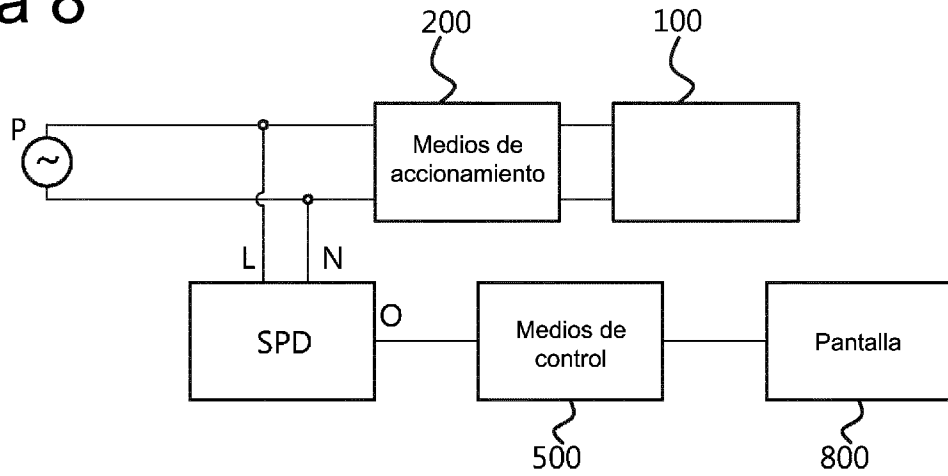 a 8
200
100
P
~
Medios de
accionamiento
L
N
SPD
O
Medios de
control
Pantalla
500
800